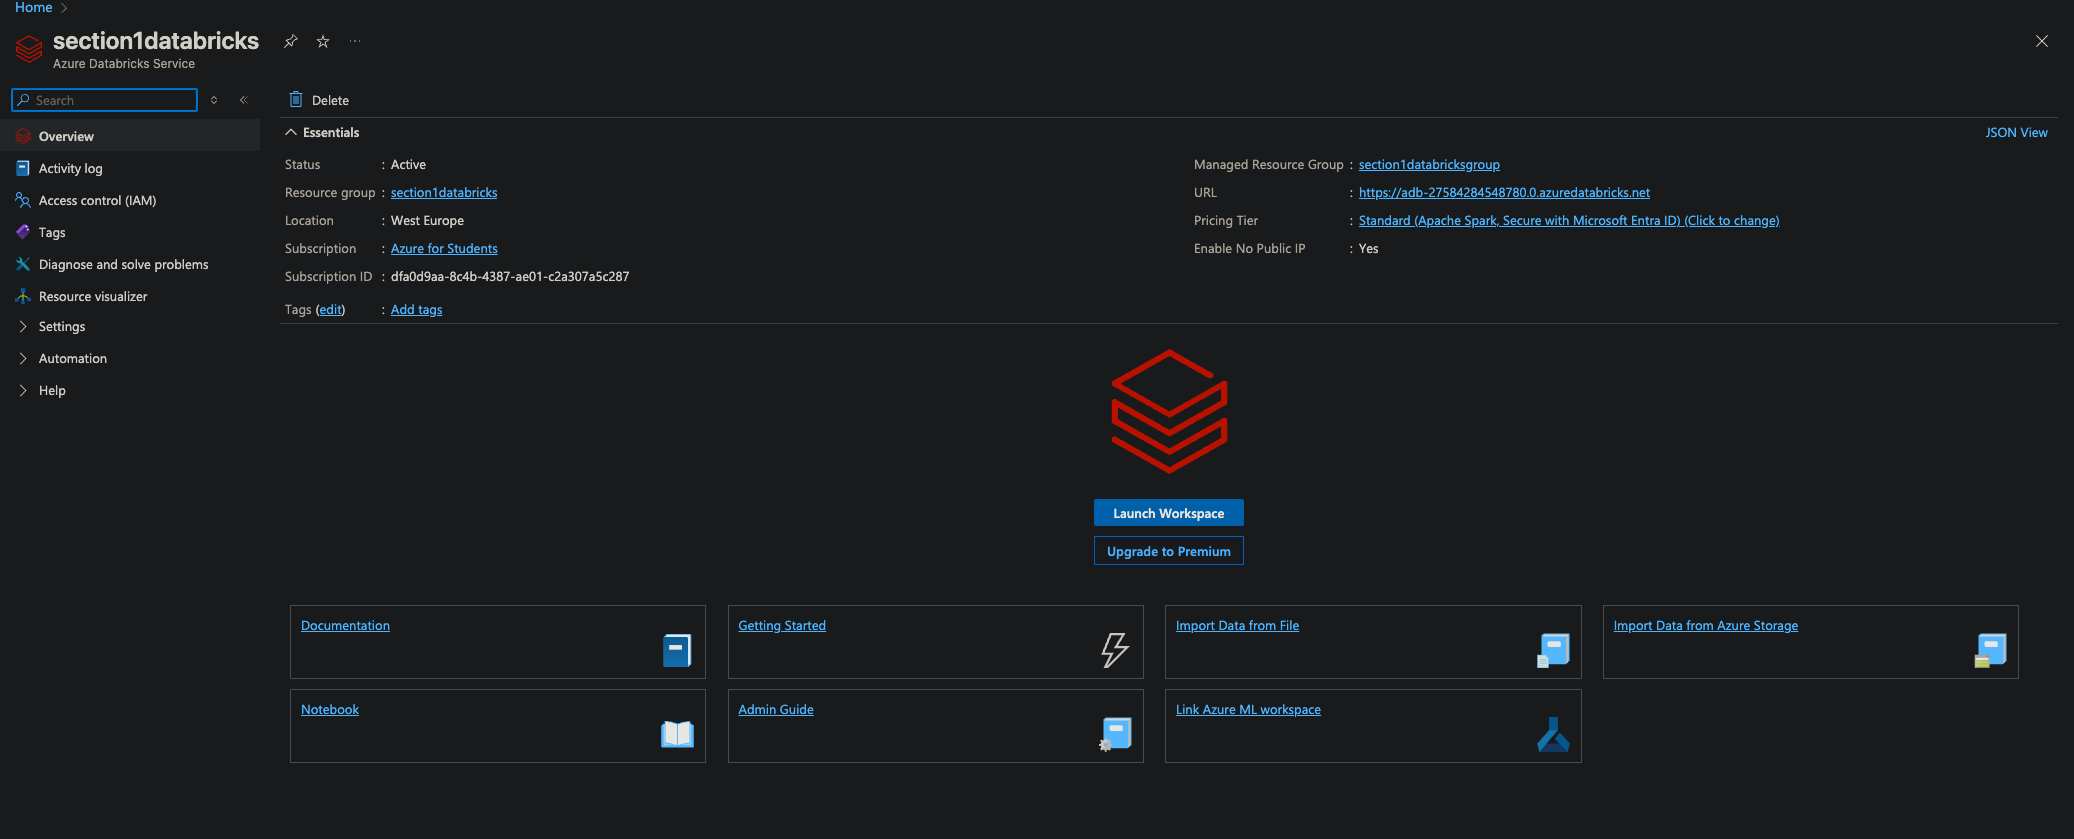 Home
section1databricks
Azure Databricks Service
Search
Overview
Activity log
Access control (IAM)
Tags
Diagnose and solve problems
Resource visualizer
Settings
Automation
Help
Delete
Essentials
JSON View
Status : Active
Resource group : section1databricks
Location : West Europe
Subscription : Azure for Students
Subscription ID : dfa0d9aa-8c4b-4387-ae01-c2a307a5c287
Tags (edit) : Add tags
Managed Resource Group : section1databricksgroup
URL : https://adb-27584284548780.0.azuredatabricks.net
Pricing Tier : Standard (Apache Spark, Secure with Microsoft Entra ID) (Click to change)
Enable No Public IP : Yes
Launch Workspace
Upgrade to Premium
Documentation
Getting Started
Import Data from File
Import Data from Azure Storage
Notebook
Admin Guide
Link Azure ML workspace